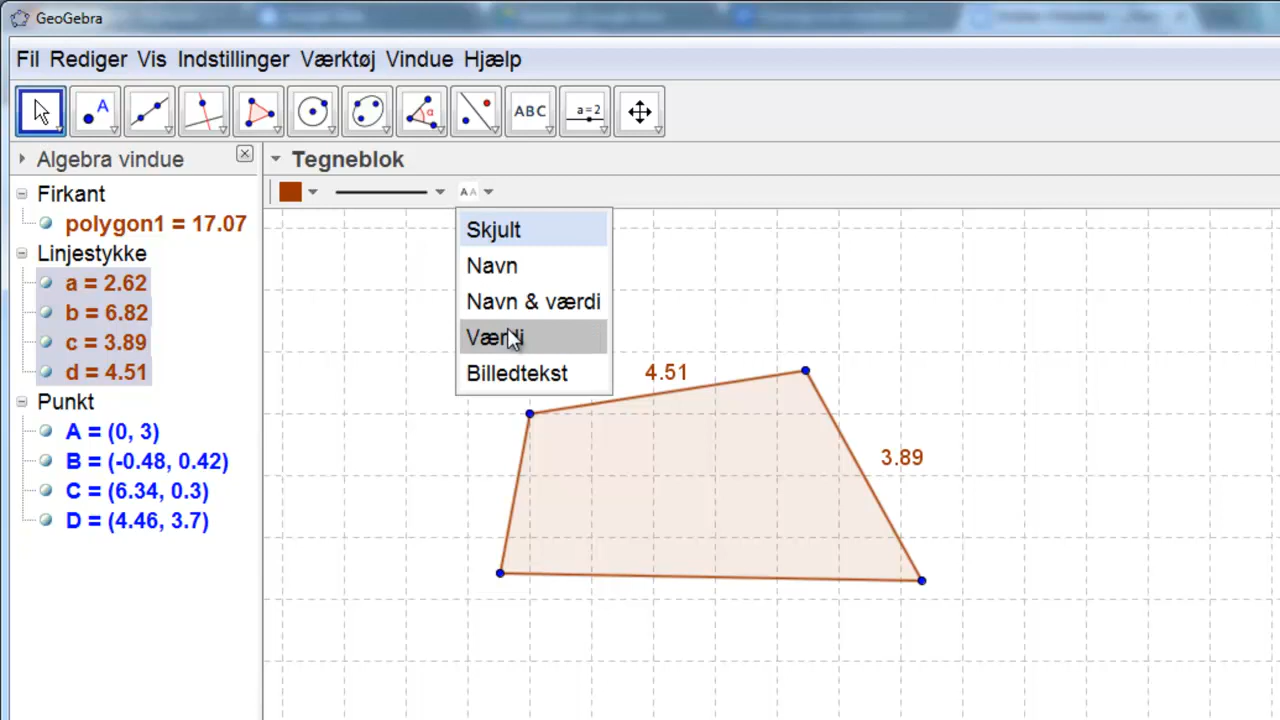 GeoGebra
Fil Rediger Vis Indstillinger Værktøj Vindue Hjælp
A
α
ABC
a=2
Algebra vindue
Tegneblok
AA
Firkant
polygon1 = 17.07
Linjestykke
a = 2.62
b = 6.82
c = 3.89
d = 4.51
Punkt
A = (0, 3)
B = (-0.48, 0.42)
C = (6.34, 0.3)
D = (4.46, 3.7)
Skjult
Navn
Navn & værdi
Værdi
Billedtekst
4.51
3.89